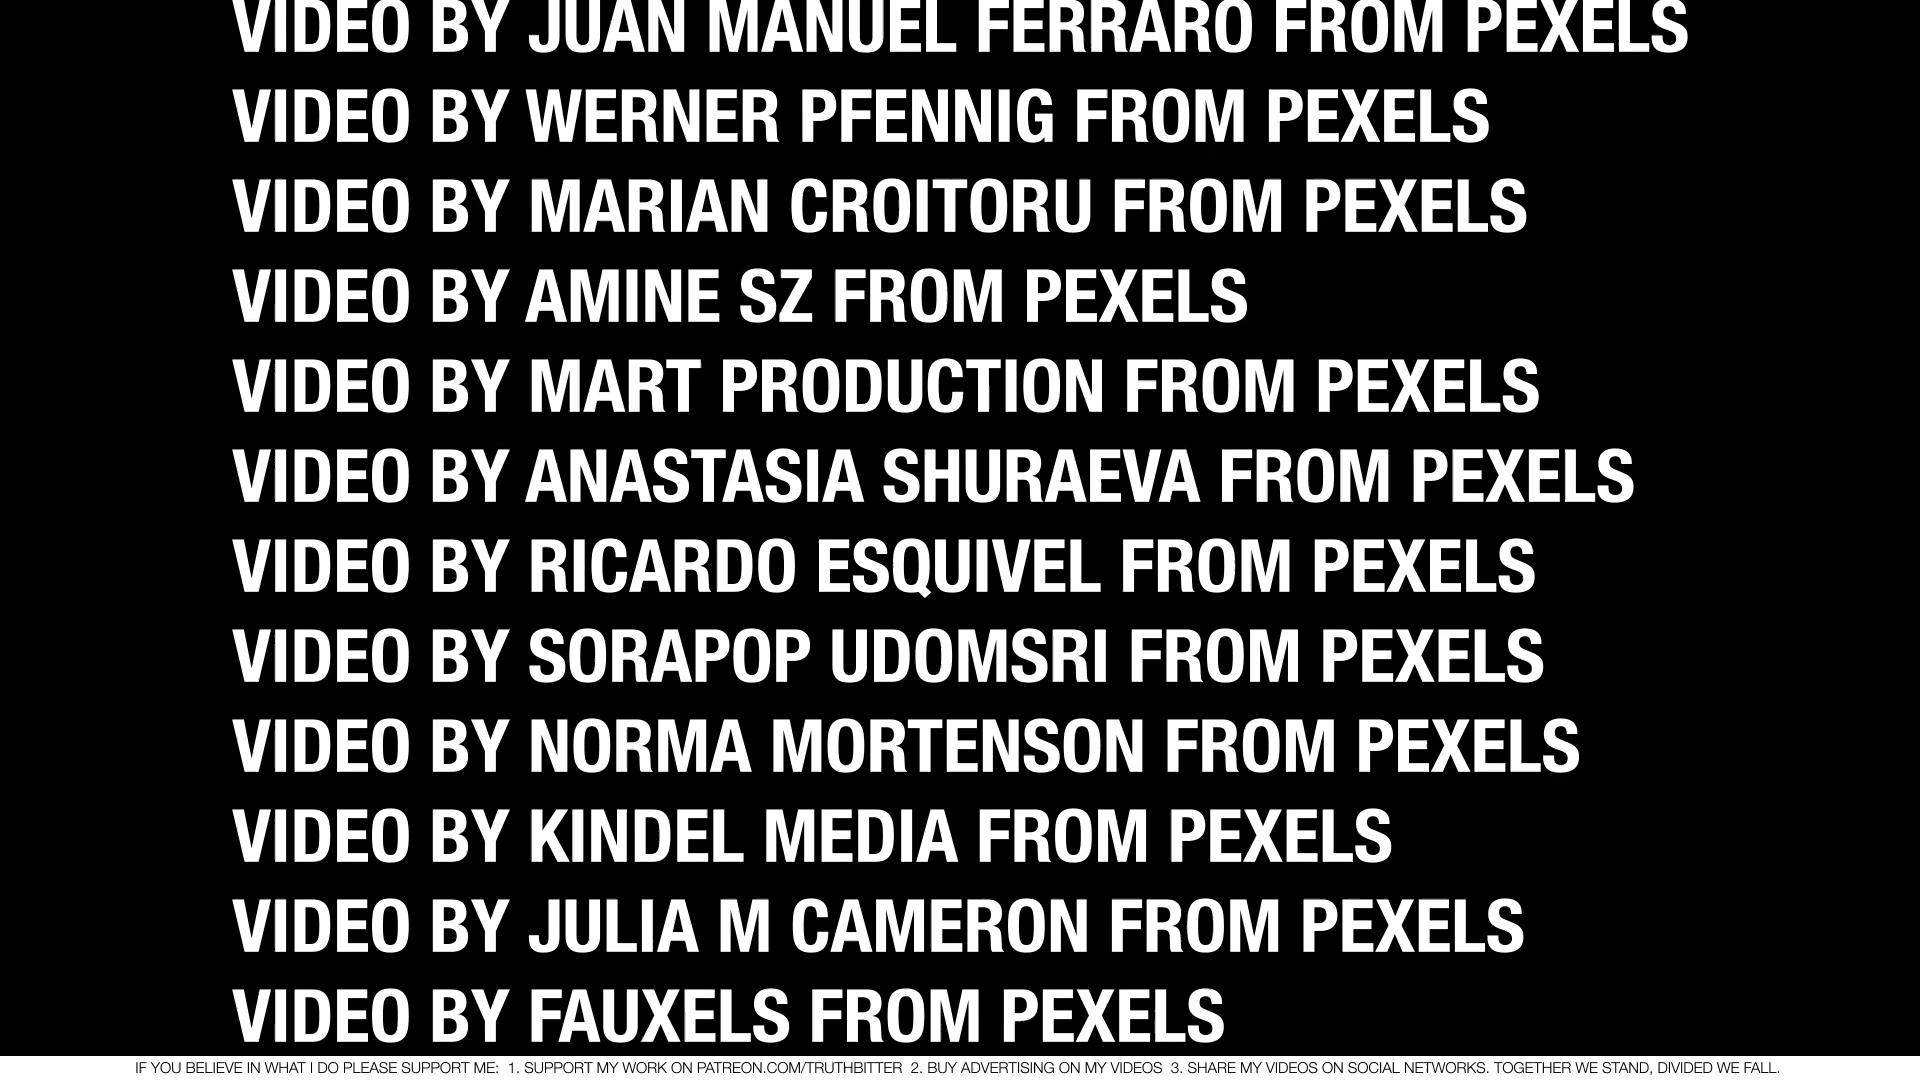 VIDEO BY JUAN MANUEL FERRARO FROM PEXELS
VIDEO BY WERNER PFENNIG FROM PEXELS
VIDEO BY MARIAN CROITORU FROM PEXELS
VIDEO BY AMINE SZ FROM PEXELS
VIDEO BY MART PRODUCTION FROM PEXELS
VIDEO BY ANASTASIA SHURAEVA FROM PEXELS
VIDEO BY RICARDO ESQUIVEL FROM PEXELS
VIDEO BY SORAPOP UDOMSRI FROM PEXELS
VIDEO BY NORMA MORTENSON FROM PEXELS
VIDEO BY KINDEL MEDIA FROM PEXELS
VIDEO BY JULIA M CAMERON FROM PEXELS
VIDEO BY FAUXELS FROM PEXELS
IF YOU BELIEVE IN WHAT I DO PLEASE SUPPORT ME: 1. SUPPORT MY WORK ON PATREON.COM/TRUTHBITTER 2. BUY ADVERTISING ON MY VIDEOS 3. SHARE MY VIDEOS ON SOCIAL NETWORKS. TOGETHER WE STAND, DIVIDED WE FALL.